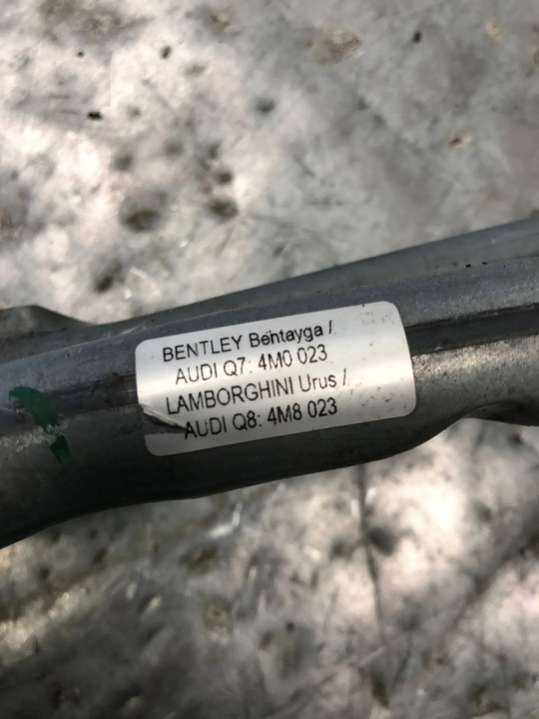 BENTLEY Bentayga /
AUDI Q7: 4M0 023
LAMBORGHINI Urus /
AUDI Q8: 4M8 023